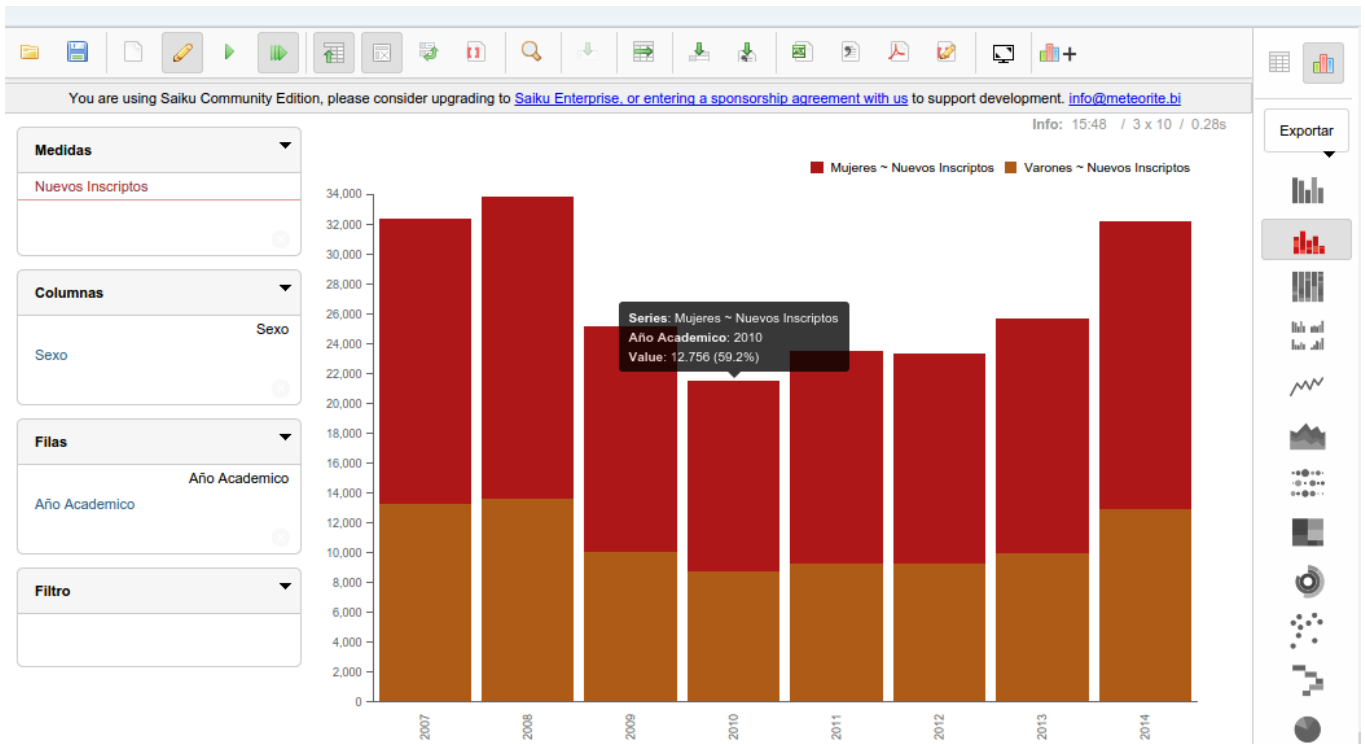 You are using Saiku Community Edition, please consider upgrading to Saiku Enterprise, or entering a sponsorship agreement with us to support development. info@meteorite.bi
Info: 15:48 / 3 x 10 / 0.28s
Exportar
Medidas
Nuevos Inscriptos
Columnas
Sexo
Sexo
Filas
Año Academico
Año Academico
Filtro
Mujeres ~ Nuevos Inscriptos Varones ~ Nuevos Inscriptos
34,000
32,000
30,000
28,000
26,000
24,000
22,000
20,000
18,000
16,000
14,000
12,000
10,000
8,000
6,000
4,000
2,000
0
Series: Mujeres ~ Nuevos Inscriptos
Año Academico: 2010
Value: 12.756 (59.2%)
2007 2008 2009 2010 2011 2012 2013 2014